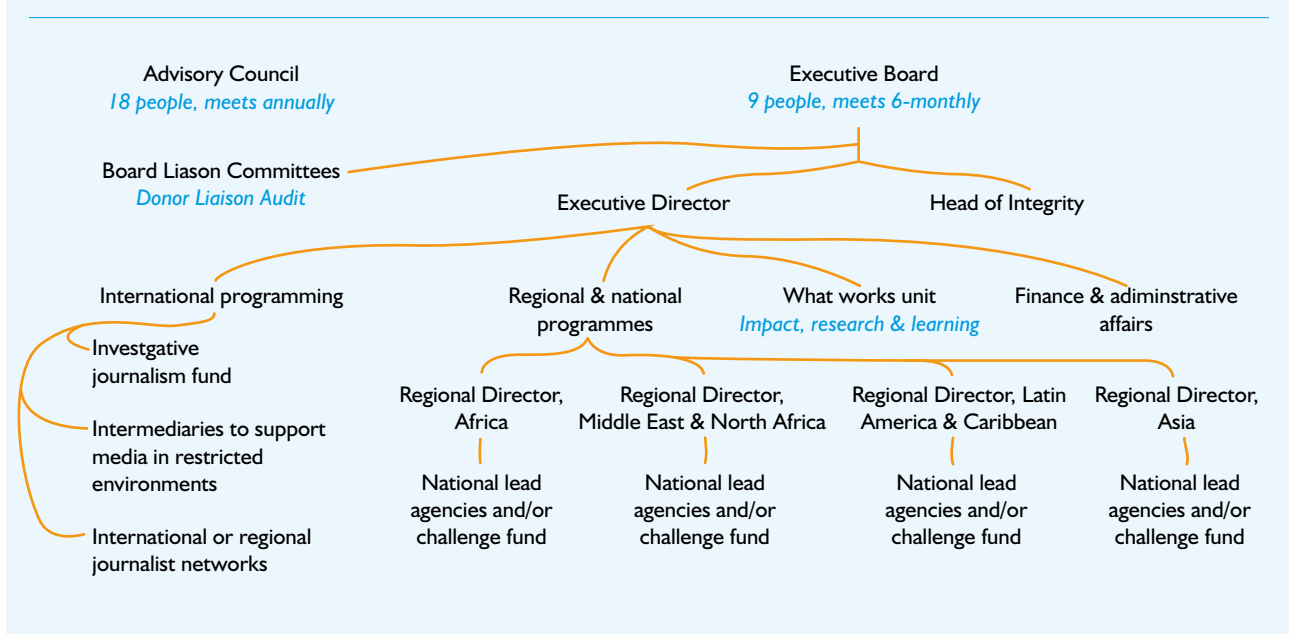 Advisory Council
18 people, meets annually
Executive Board
9 people, meets 6-monthly
Board Liason Committees
Donor Liaison Audit
Executive Director
Head of Integrity
International programming
Regional & national
programmes
What works unit
Impact, research & learning
Finance & adiminstrative
affairs
Investgative
journalism fund
Intermediaries to support
media in restricted
environments
International or regional
journalist networks
Regional Director,
Africa
Regional Director,
Middle East & North Africa
Regional Director, Latin
America & Caribbean
Regional Director,
Asia
National lead
agencies and/or
challenge fund
National lead
agencies and/or
challenge fund
National lead
agencies and/or
challenge fund
National lead
agencies and/or
challenge fund